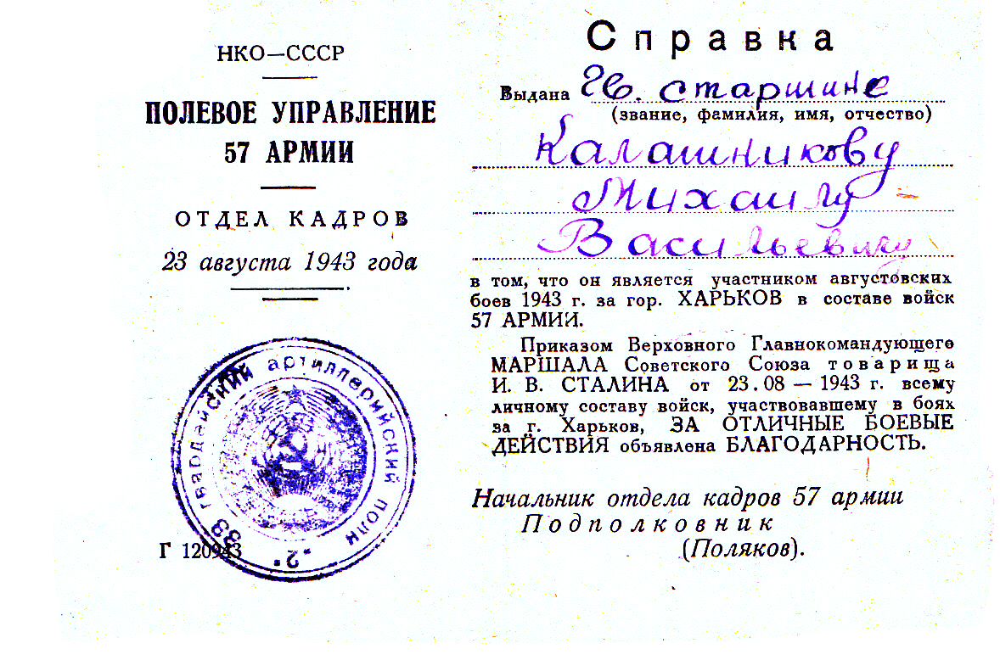 НКО—СССР
ПОЛЕВОЕ УПРАВЛЕНИЕ
57 АРМИИ
ОТДЕЛ КАДРОВ
23 августа 1943 года
33 гвардейский артиллерийский полк
"2"
Г 120943
Справка
Выдана Гв. старшине
(звание, фамилия, имя, отчество)
Калашникову
Михаилу
Васильевичу
в том, что он является участником августовских
боев 1943 г. за гор. ХАРЬКОВ в составе войск
57 АРМИИ.
Приказом Верховного Главнокомандующего
МАРШАЛА Советского Союза товарища
И. В. СТАЛИНА от 23.08 — 1943 г. всему
личному составу войск, участвовавшему в боях
за г. Харьков, ЗА ОТЛИЧНЫЕ БОЕВЫЕ
ДЕЙСТВИЯ объявлена БЛАГОДАРНОСТЬ.
Начальник отдела кадров 57 армии
Подполковник
(Поляков).